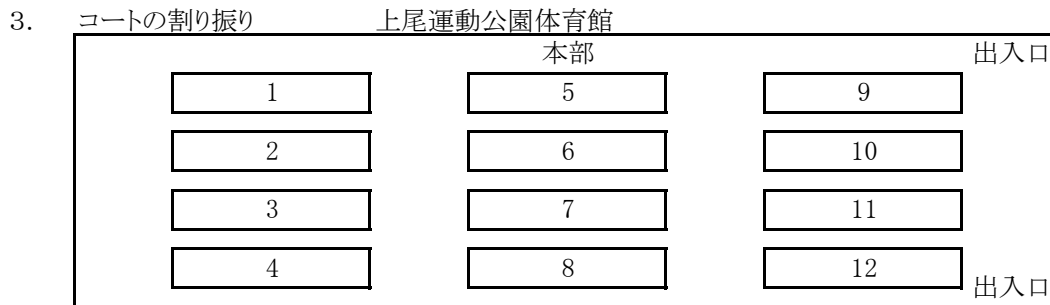 ３． コートの割り振り 上尾運動公園体育館
本部 出入口
1 5 9
2 6 10
3 7 11
4 8 12
出入口